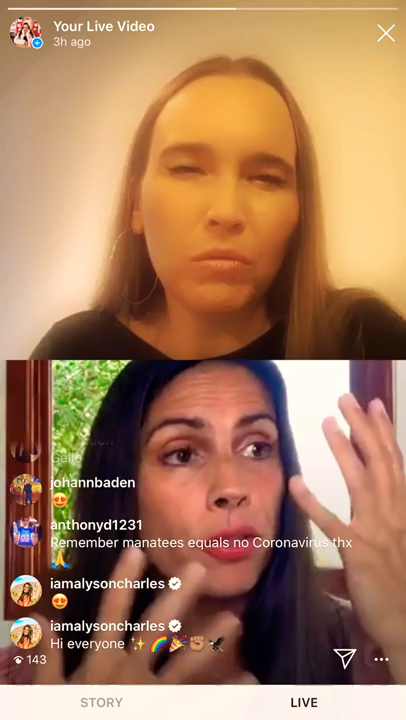 Your Live Video
3h ago
johannbaden
😍
anthonyd1231
Remember manatees equals no Coronavirus thx
🙏
iamalysoncharles
😍
iamalysoncharles
Hi everyone ✨🌈🎉✊🏽🦅
143
STORY
LIVE